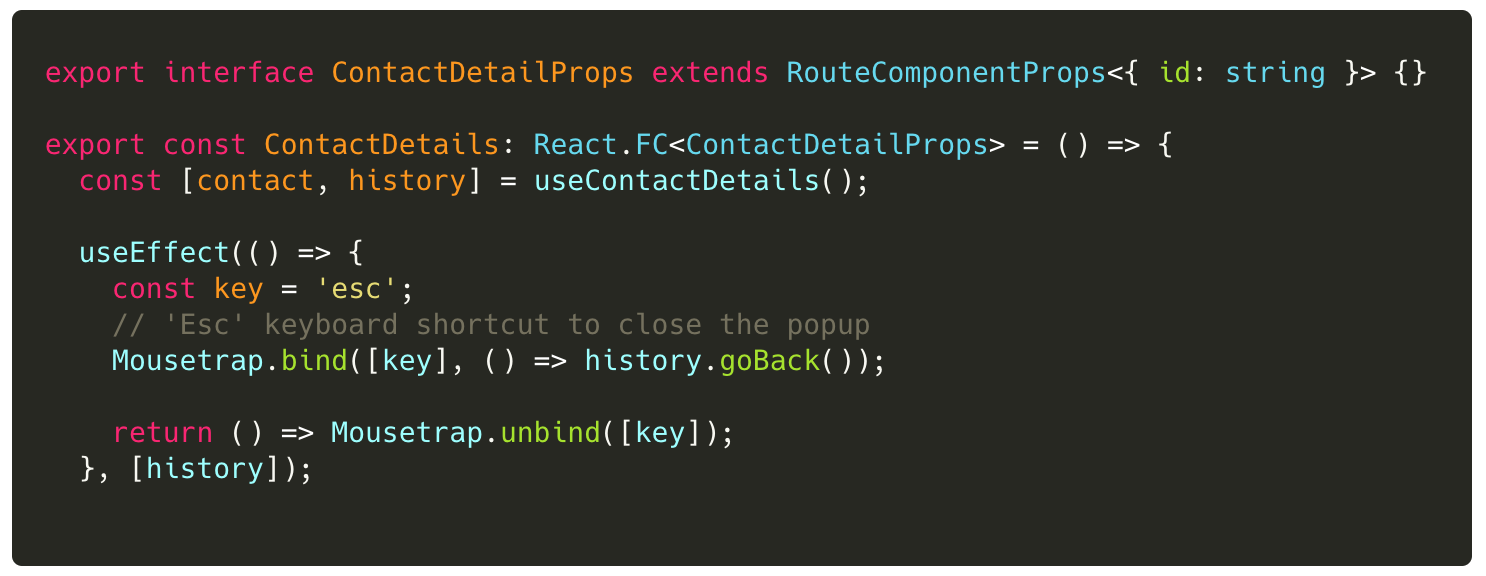 export interface ContactDetailProps extends RouteComponentProps<{ id: string }> {}
export const ContactDetails: React.FC<ContactDetailProps> = () => {
const [contact, history] = useContactDetails();
useEffect(() => {
const key = 'esc';
// 'Esc' keyboard shortcut to close the popup
Mousetrap.bind([key], () => history.goBack());
return () => Mousetrap.unbind([key]);
}, [history]);